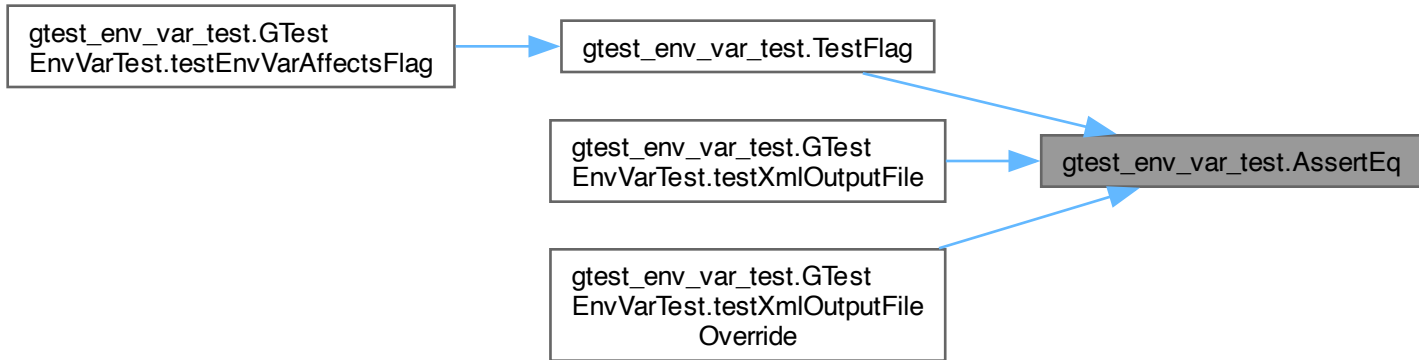 gtest_env_var_test.GTest
EnvVarTest.testEnvVarAffectsFlag
gtest_env_var_test.TestFlag
gtest_env_var_test.GTest
EnvVarTest.testXmlOutputFile
gtest_env_var_test.GTest
EnvVarTest.testXmlOutputFile
Override
gtest_env_var_test.AssertEq